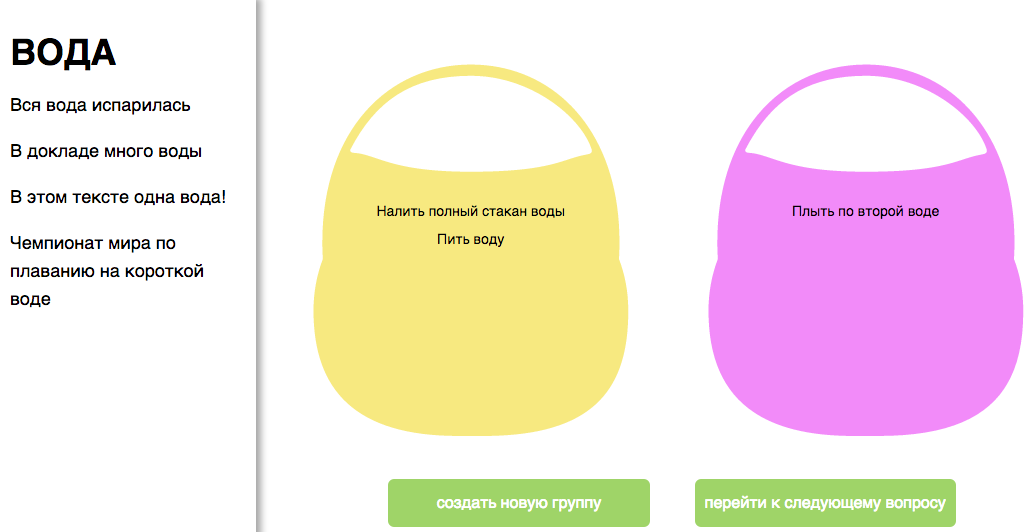 ВОДА
Вся вода испарилась
В докладе много воды
В этом тексте одна вода!
Чемпионат мира по
плаванию на короткой
воде
Налить полный стакан воды
Пить воду
Плыть по второй воде
создать новую группу
перейти к следующему вопросу